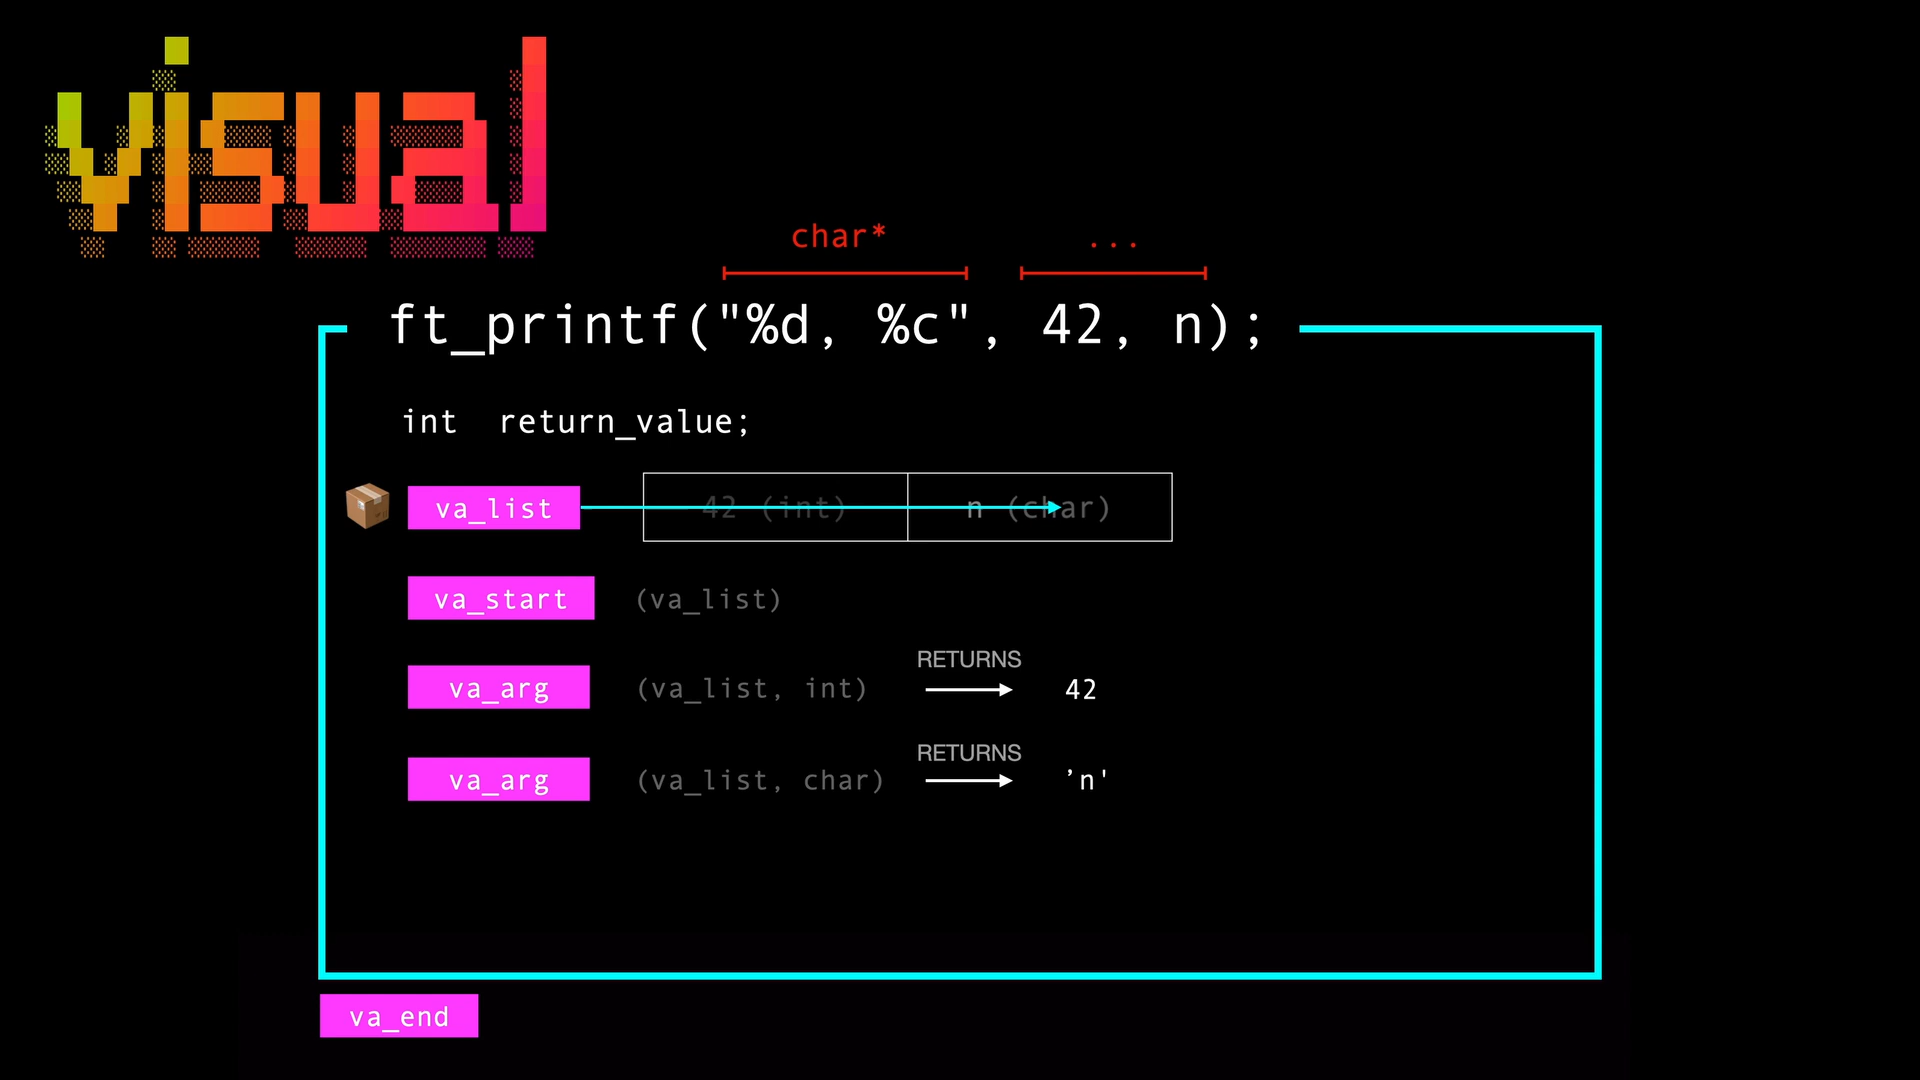 visual
char* ...
ft_printf("%d, %c", 42, n);
int return_value;
va_list 42 (int) n (char)
va_start (va_list)
RETURNS
va_arg (va_list, int) 42
RETURNS
va_arg (va_list, char) ’n'
va_end